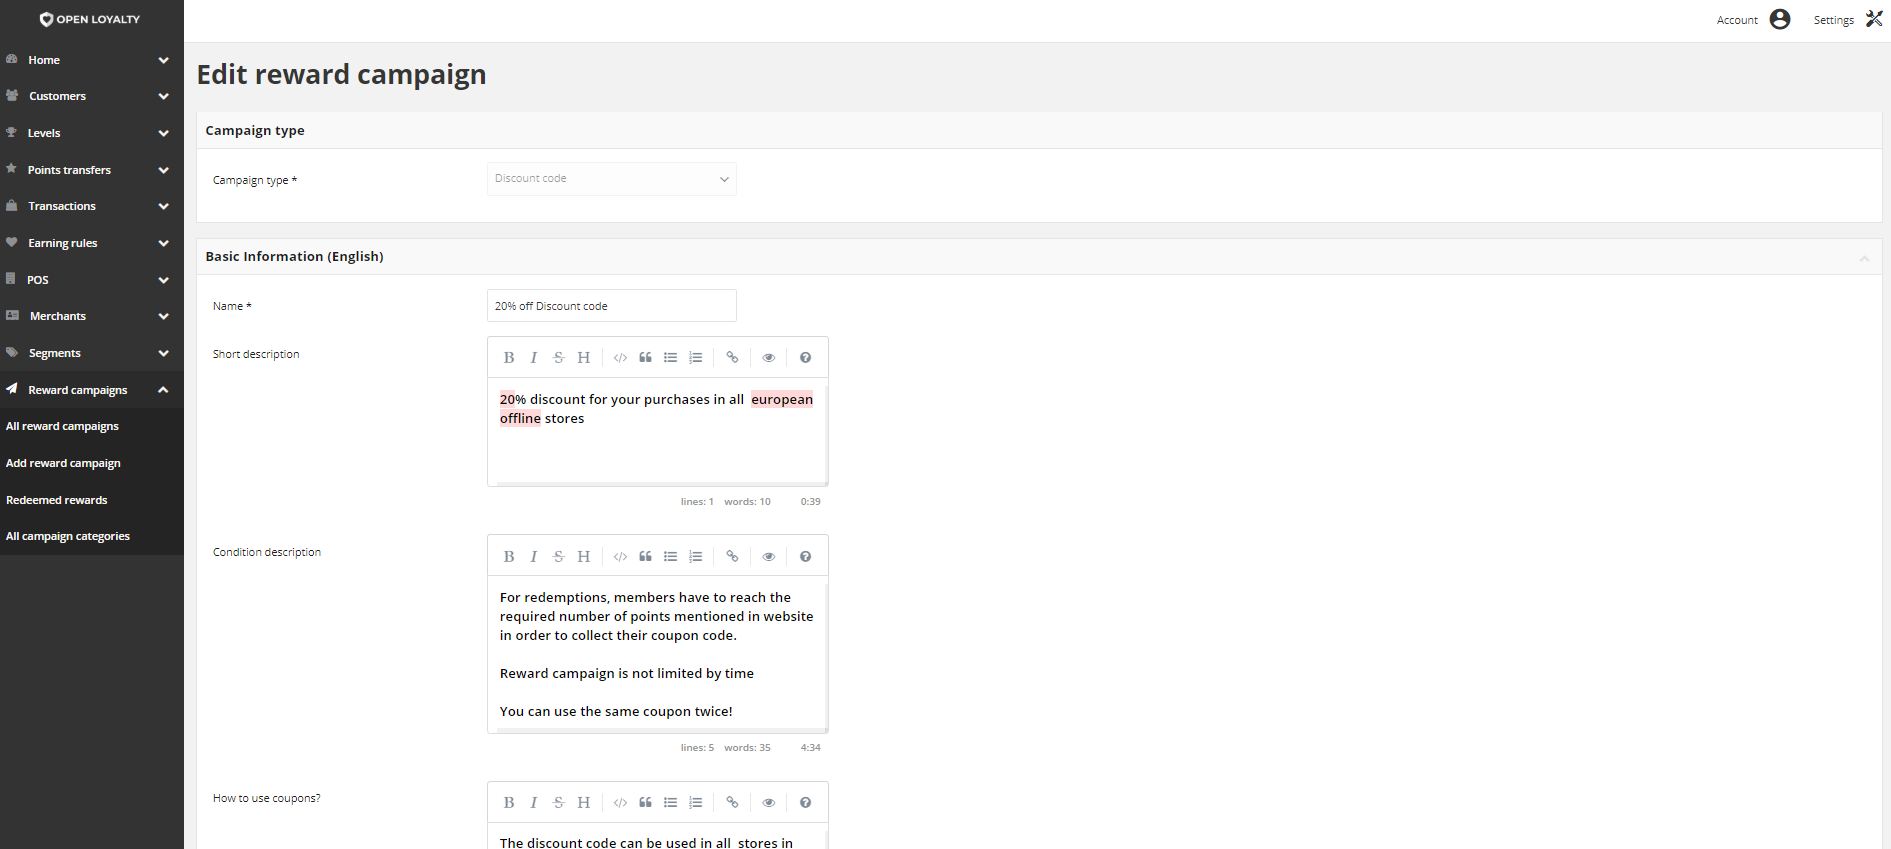 OPEN LOYALTY
Account
Settings
Home
Customers
Levels
Points transfers
Transactions
Earning rules
POS
Merchants
Segments
Reward campaigns
All reward campaigns
Add reward campaign
Redeemed rewards
All campaign categories
Edit reward campaign
Campaign type
Campaign type *
Discount code
Basic Information (English)
Name *
20% off Discount code
Short description
B I S H
20% discount for your purchases in all european
offline stores
lines: 1 words: 10 0:39
Condition description
B I S H
For redemptions, members have to reach the
required number of points mentioned in website
in order to collect their coupon code.
Reward campaign is not limited by time
You can use the same coupon twice!
lines: 5 words: 35 4:34
How to use coupons?
B I S H
The discount code can be used in all stores in